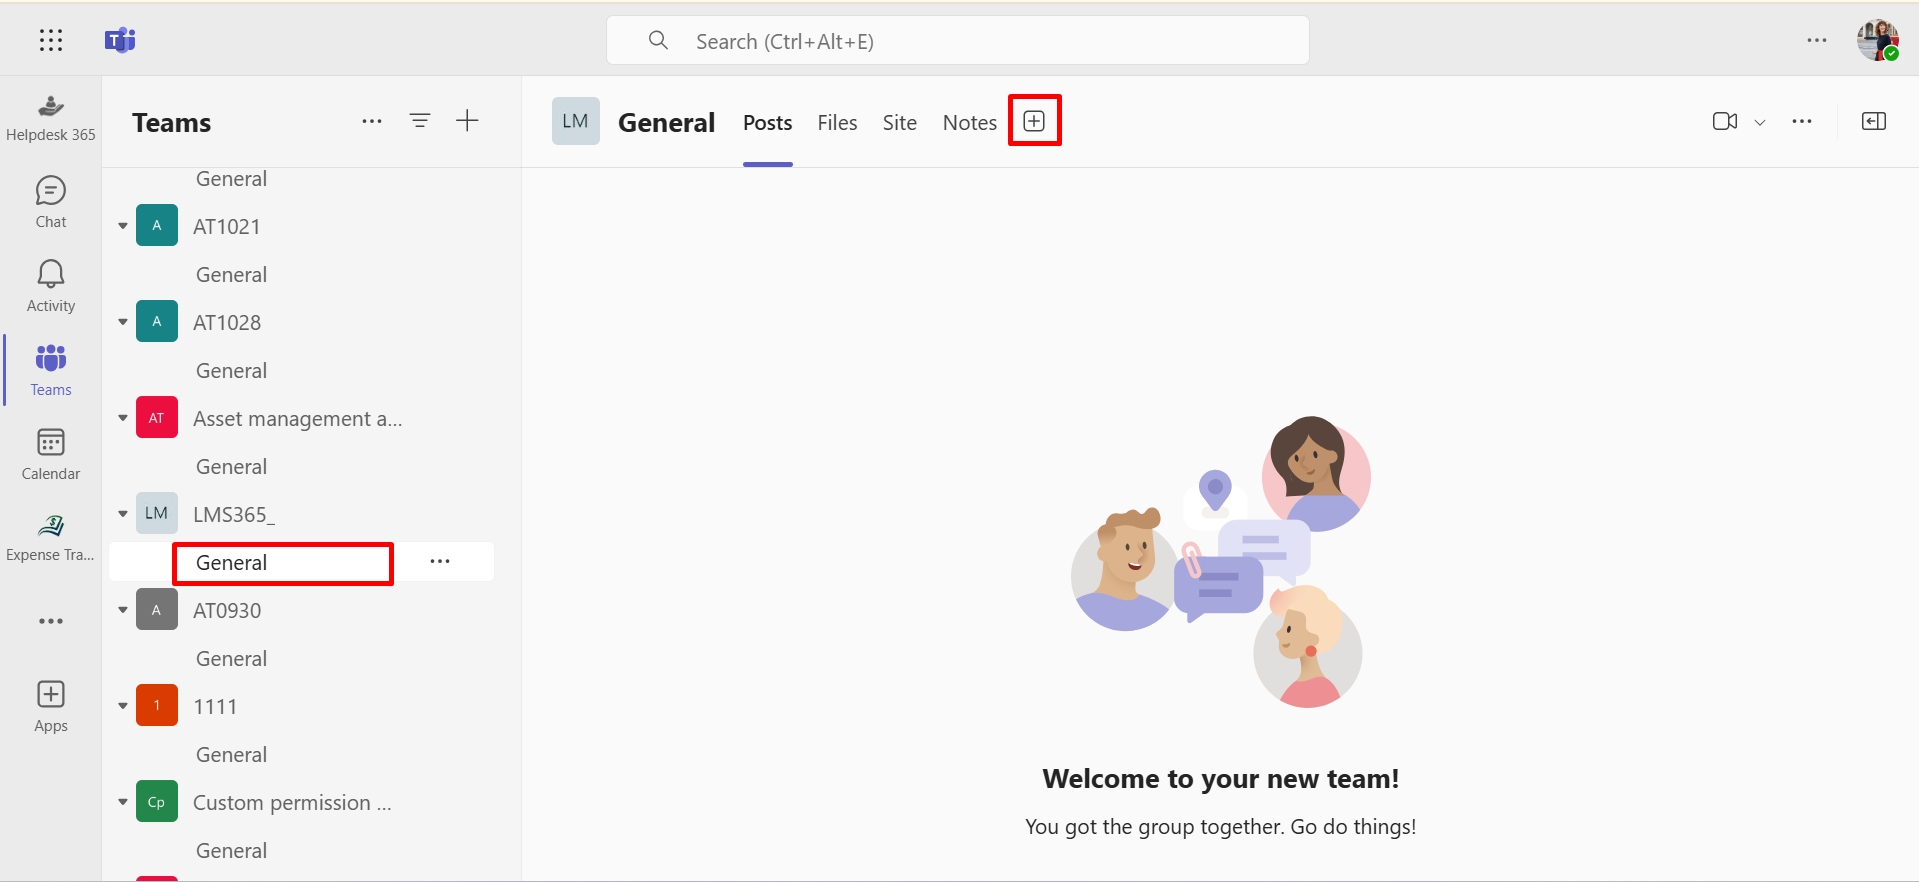 T
Search (Ctrl+Alt+E)
Helpdesk 365
Chat
Activity
Teams
Calendar
Expense Tra...
Apps
Teams
General
A AT1021
General
A AT1028
General
AT Asset management a...
General
LM LMS365_
General
A AT0930
General
1 1111
General
Cp Custom permission ...
General
LM General Posts Files Site Notes
Welcome to your new team!
You got the group together. Go do things!